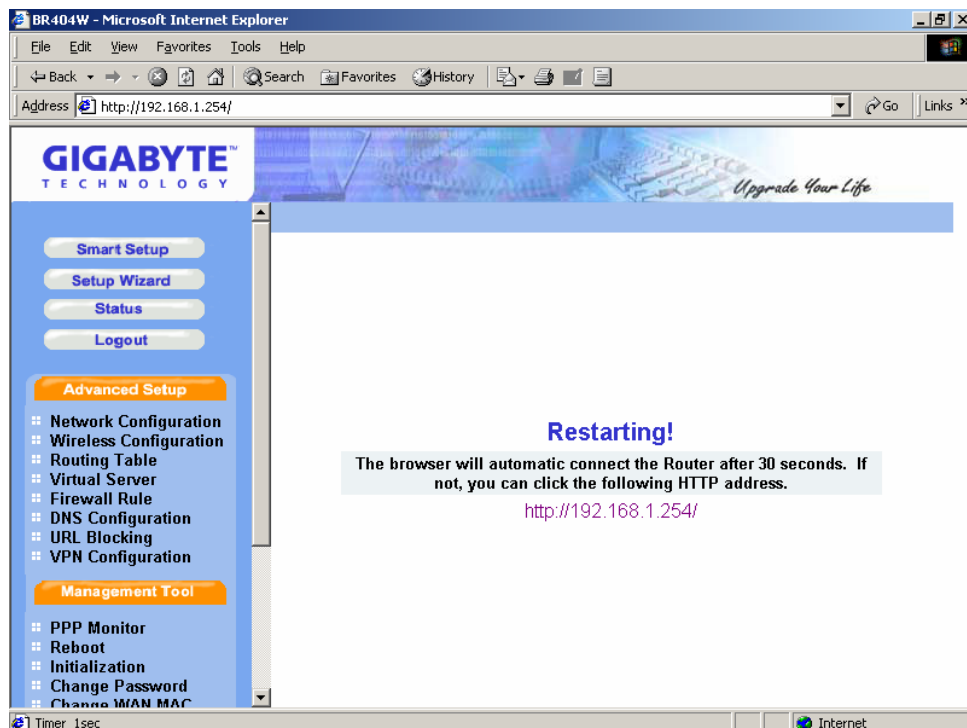 BR404W - Microsoft Internet Explorer
File Edit View Favorites Tools Help
Back Search Favorites History
Address http://192.168.1.254/ Go Links »
GIGABYTE™
TECHNOLOGY
Upgrade Your Life
Smart Setup
Setup Wizard
Status
Logout
Advanced Setup
Network Configuration
Wireless Configuration
Routing Table
Virtual Server
Firewall Rule
DNS Configuration
URL Blocking
VPN Configuration
Management Tool
PPP Monitor
Reboot
Initialization
Change Password
Change WAN MAC
Restarting!
The browser will automatic connect the Router after 30 seconds. If
not, you can click the following HTTP address.
http://192.168.1.254/
Timer 1sec Internet